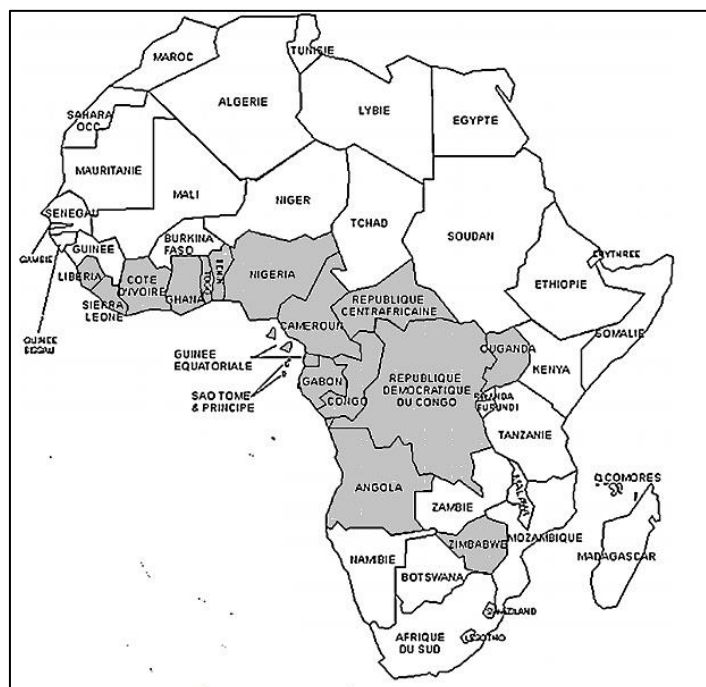 TUNISIE
MAROC
ALGERIE
LYBIE
EGYPTE
SAHARA
OCC.
MAURITANIE
MALI
NIGER
TCHAD
SOUDAN
SENEGAL
GAMBIE
GUINEE
BURKINA
FASO
ERYTHREE
ETHIOPIE
SOMALIE
NIGERIA
BENIN
TOGO
GHANA
COTE
D'IVOIRE
LIBERIA
SIERRA
LEONE
GUINEE
BISSAU
REPUBLIQUE
CENTRAFRICAINE
CAMEROUN
GUINEE
EQUATORIALE
SAO TOME
& PRINCIPE
GABON
CONGO
REPUBLIQUE
DEMOCRATIQUE
DU CONGO
OUGANDA
KENYA
RWANDA
BURUNDI
TANZANIE
COMORES
ANGOLA
ZAMBIE
MALAWI
MOZAMBIQUE
MADAGASCAR
ZIMBABWE
NAMIBIE
BOTSWANA
SWAZILAND
LESOTHO
AFRIQUE
DU SUD